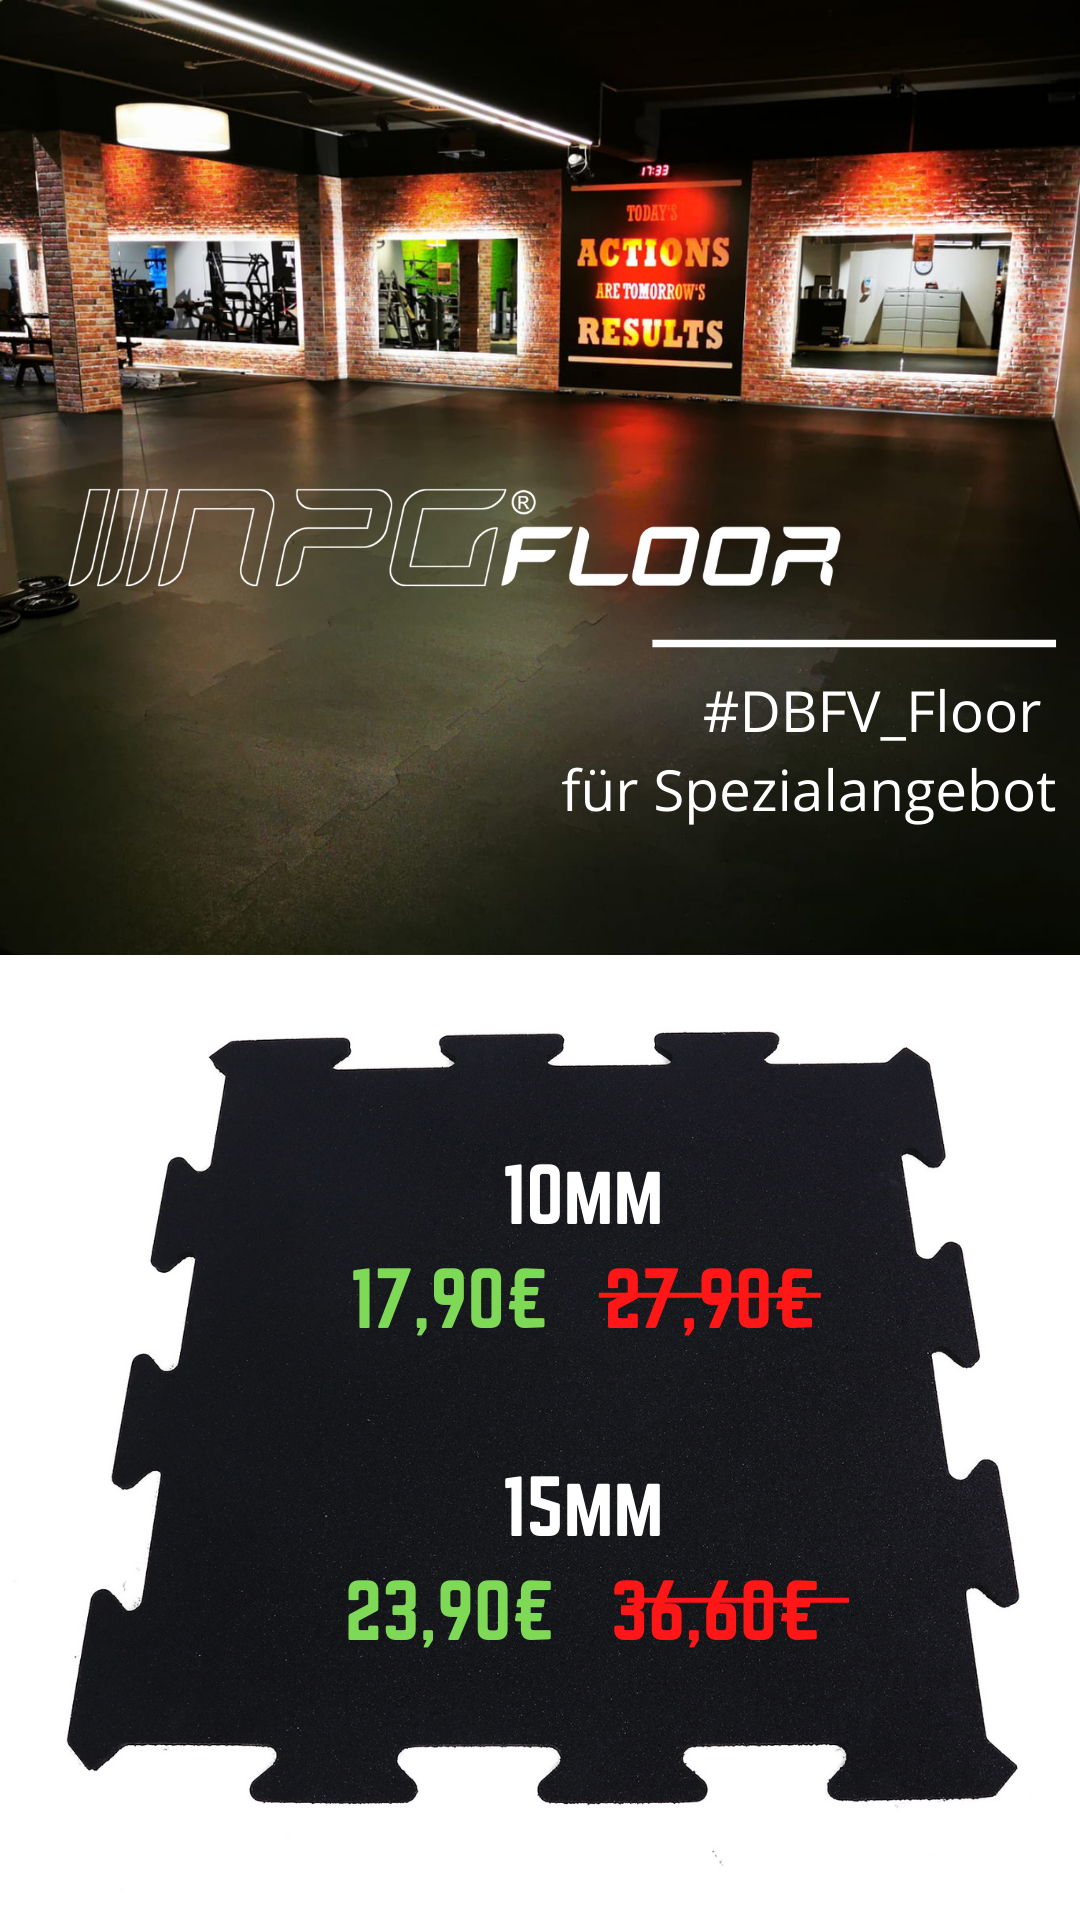 17:33
TODAY'S
ACTIONS
ARE TOMORROW'S
RESULTS
NPG® FLOOR
#DBFV_Floor
für Spezialangebot
10MM
17,90€ 27,90€
15MM
23,90€ 36,60€